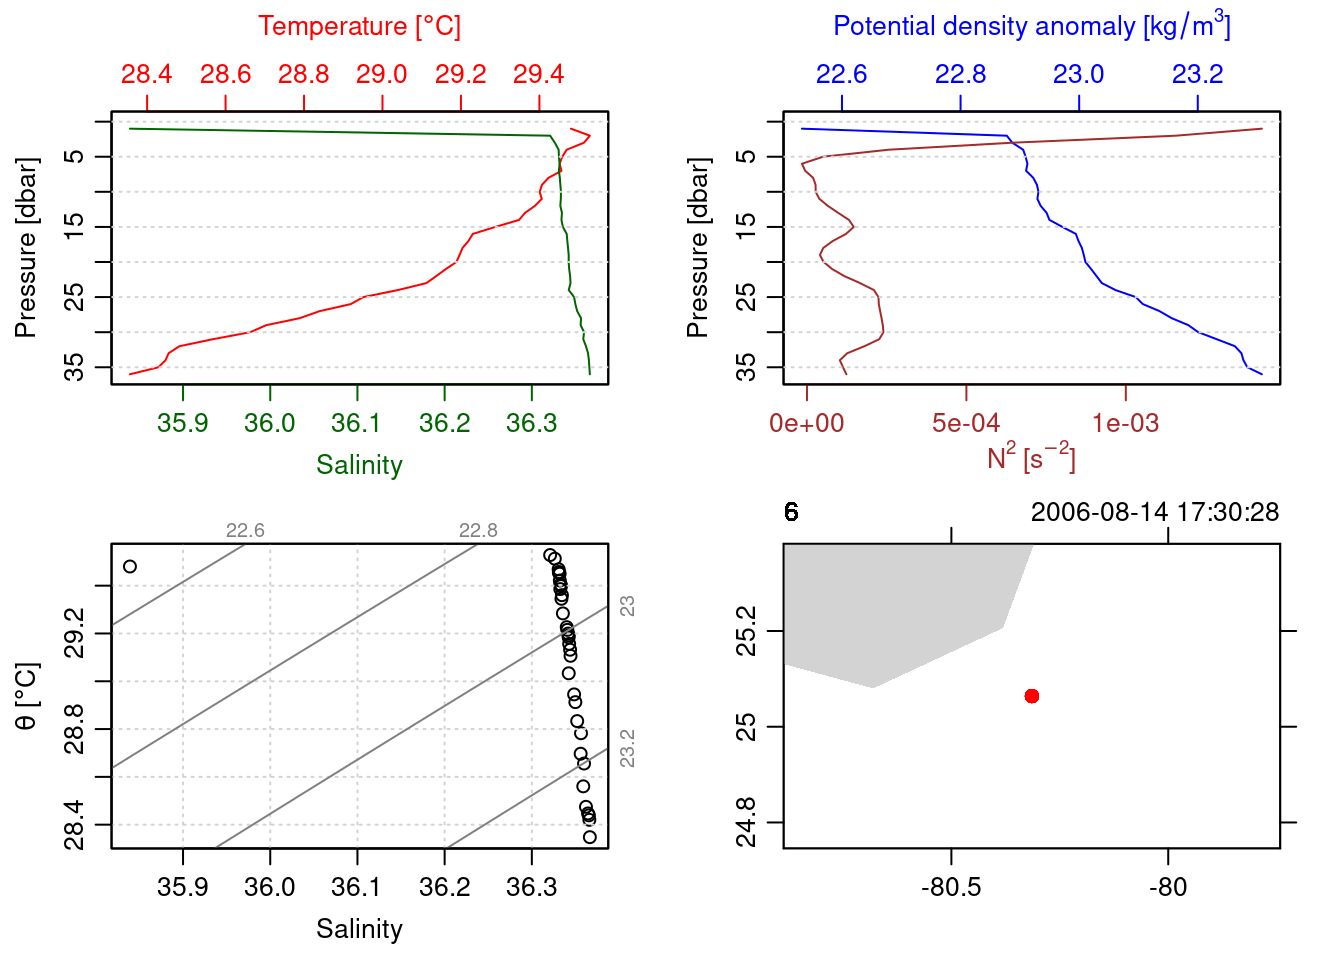 Temperature [°C]
28.4 28.6 28.8 29.0 29.2 29.4
Pressure [dbar]
5
15
25
35
35.9 36.0 36.1 36.2 36.3
Salinity
Potential density anomaly [kg/m³]
22.6 22.8 23.0 23.2
Pressure [dbar]
5
15
25
35
0e+00 5e-04 1e-03
N² [s⁻²]
22.6 22.8
23
23.2
θ [°C]
29.2
28.8
28.4
35.9 36.0 36.1 36.2 36.3
Salinity
6 2006-08-14 17:30:28
25.2
25
24.8
-80.5 -80